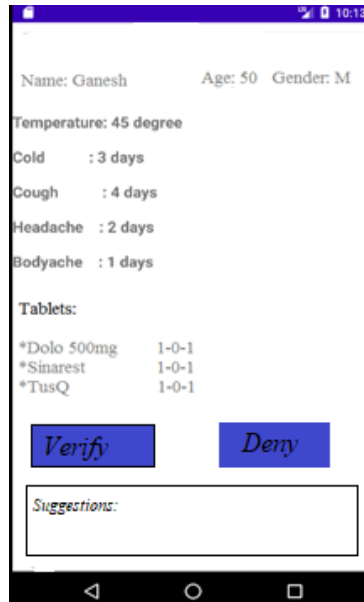 10:13
Name: Ganesh Age: 50 Gender: M
Temperature: 45 degree
Cold : 3 days
Cough : 4 days
Headache : 2 days
Bodyache : 1 days
Tablets:
*Dolo 500mg 1-0-1
*Sinarest 1-0-1
*TusQ 1-0-1
Verify Deny
Suggestions: